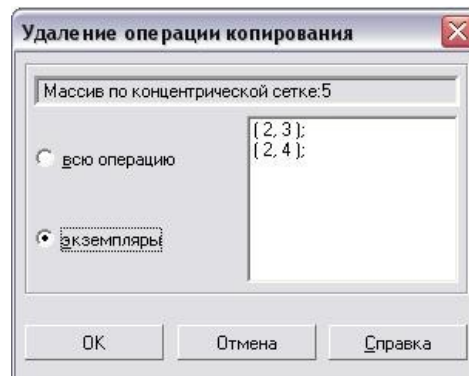 Удаление операции копирования
Массив по концентрической сетке:5
всю операцию
экземпляры
( 2, 3 );
( 2, 4 );
OK
Отмена
Справка